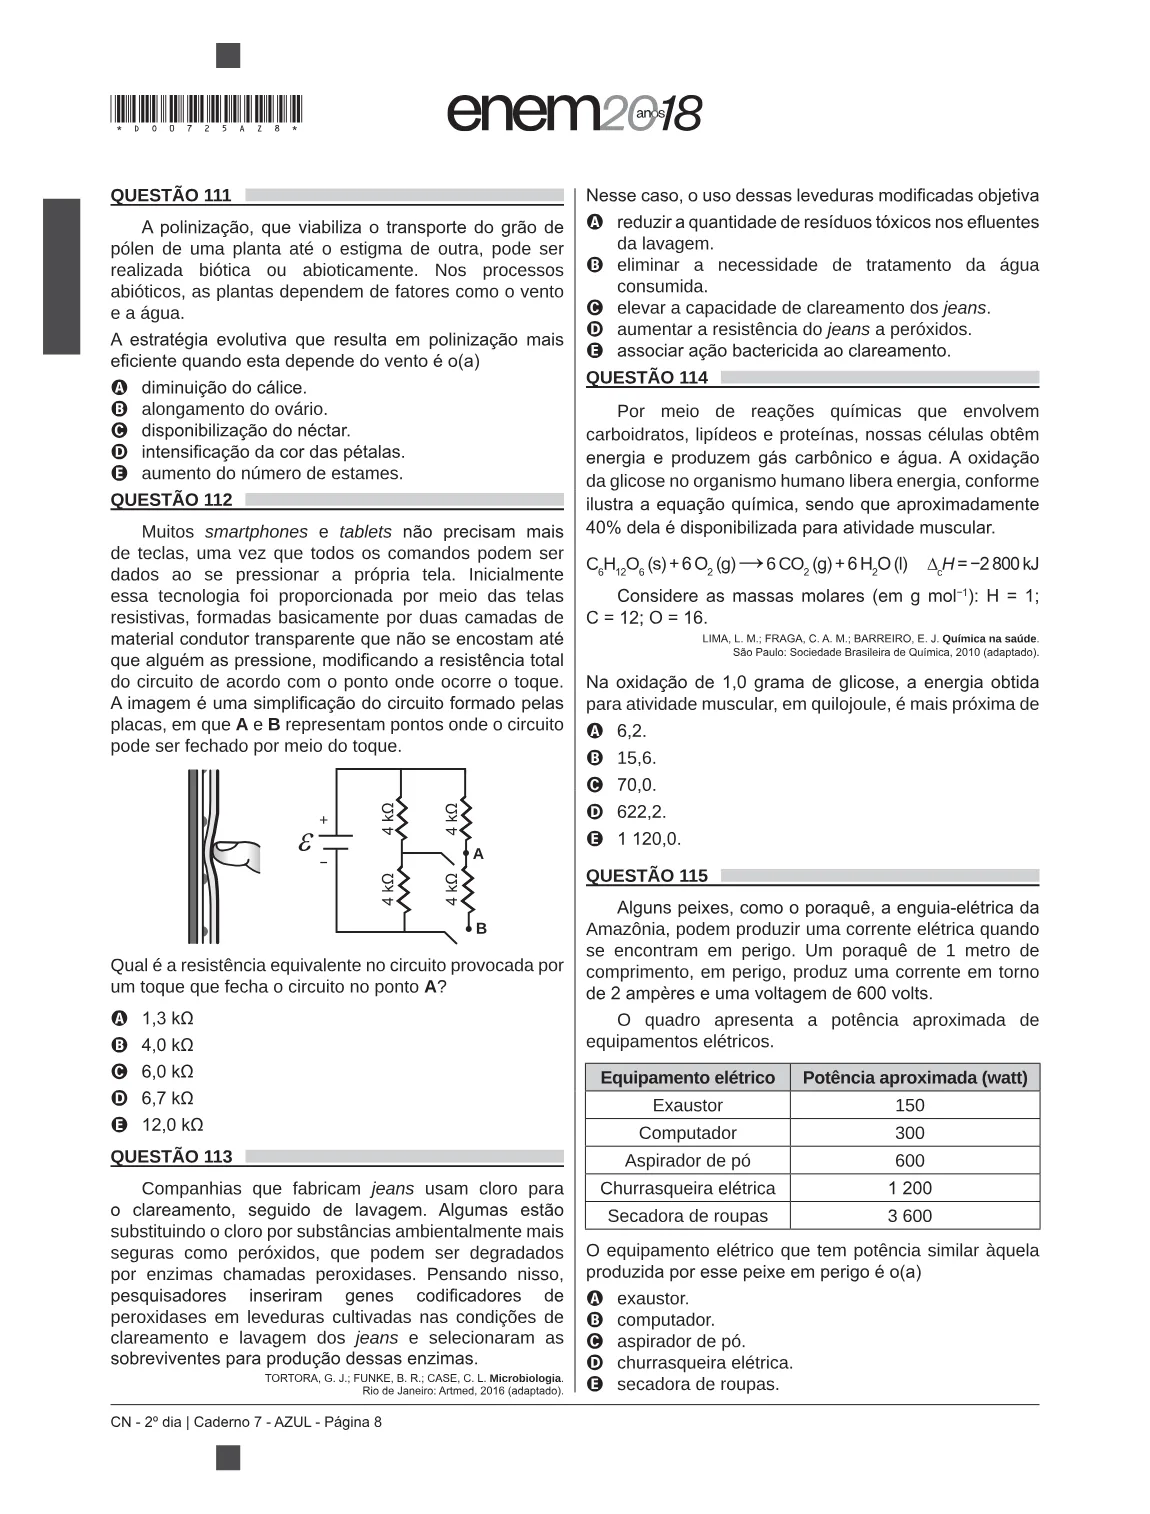 *D00725AZ8*
enem20anos18
QUESTÃO 111
A polinização, que viabiliza o transporte do grão de
pólen de uma planta até o estigma de outra, pode ser
realizada biótica ou abioticamente. Nos processos
abióticos, as plantas dependem de fatores como o vento
e a água.
A estratégia evolutiva que resulta em polinização mais
eficiente quando esta depende do vento é o(a)
A diminuição do cálice.
B alongamento do ovário.
C disponibilização do néctar.
D intensificação da cor das pétalas.
E aumento do número de estames.
QUESTÃO 112
Muitos smartphones e tablets não precisam mais
de teclas, uma vez que todos os comandos podem ser
dados ao se pressionar a própria tela. Inicialmente
essa tecnologia foi proporcionada por meio das telas
resistivas, formadas basicamente por duas camadas de
material condutor transparente que não se encostam até
que alguém as pressione, modificando a resistência total
do circuito de acordo com o ponto onde ocorre o toque.
A imagem é uma simplificação do circuito formado pelas
placas, em que A e B representam pontos onde o circuito
pode ser fechado por meio do toque.
4 kΩ
4 kΩ
+
ε
−
A
4 kΩ
4 kΩ
B
Qual é a resistência equivalente no circuito provocada por
um toque que fecha o circuito no ponto A?
A 1,3 kΩ
B 4,0 kΩ
C 6,0 kΩ
D 6,7 kΩ
E 12,0 kΩ
QUESTÃO 113
Companhias que fabricam jeans usam cloro para
o clareamento, seguido de lavagem. Algumas estão
substituindo o cloro por substâncias ambientalmente mais
seguras como peróxidos, que podem ser degradados
por enzimas chamadas peroxidases. Pensando nisso,
pesquisadores inseriram genes codificadores de
peroxidases em leveduras cultivadas nas condições de
clareamento e lavagem dos jeans e selecionaram as
sobreviventes para produção dessas enzimas.
TORTORA, G. J.; FUNKE, B. R.; CASE, C. L. Microbiologia.
Rio de Janeiro: Artmed, 2016 (adaptado).
Nesse caso, o uso dessas leveduras modificadas objetiva
A reduzir a quantidade de resíduos tóxicos nos efluentes
da lavagem.
B eliminar a necessidade de tratamento da água
consumida.
C elevar a capacidade de clareamento dos jeans.
D aumentar a resistência do jeans a peróxidos.
E associar ação bactericida ao clareamento.
QUESTÃO 114
Por meio de reações químicas que envolvem
carboidratos, lipídeos e proteínas, nossas células obtêm
energia e produzem gás carbônico e água. A oxidação
da glicose no organismo humano libera energia, conforme
ilustra a equação química, sendo que aproximadamente
40% dela é disponibilizada para atividade muscular.
C₆H₁₂O₆ (s) + 6 O₂ (g) ⟶ 6 CO₂ (g) + 6 H₂O (l) Δ꜀H = −2 800 kJ
Considere as massas molares (em g mol⁻¹): H = 1;
C = 12; O = 16.
LIMA, L. M.; FRAGA, C. A. M.; BARREIRO, E. J. Química na saúde.
São Paulo: Sociedade Brasileira de Química, 2010 (adaptado).
Na oxidação de 1,0 grama de glicose, a energia obtida
para atividade muscular, em quilojoule, é mais próxima de
A 6,2.
B 15,6.
C 70,0.
D 622,2.
E 1 120,0.
QUESTÃO 115
Alguns peixes, como o poraquê, a enguia-elétrica da
Amazônia, podem produzir uma corrente elétrica quando
se encontram em perigo. Um poraquê de 1 metro de
comprimento, em perigo, produz uma corrente em torno
de 2 ampères e uma voltagem de 600 volts.
O quadro apresenta a potência aproximada de
equipamentos elétricos.
Equipamento elétrico Potência aproximada (watt)
Exaustor 150
Computador 300
Aspirador de pó 600
Churrasqueira elétrica 1 200
Secadora de roupas 3 600
O equipamento elétrico que tem potência similar àquela
produzida por esse peixe em perigo é o(a)
A exaustor.
B computador.
C aspirador de pó.
D churrasqueira elétrica.
E secadora de roupas.
CN - 2º dia | Caderno 7 - AZUL - Página 8